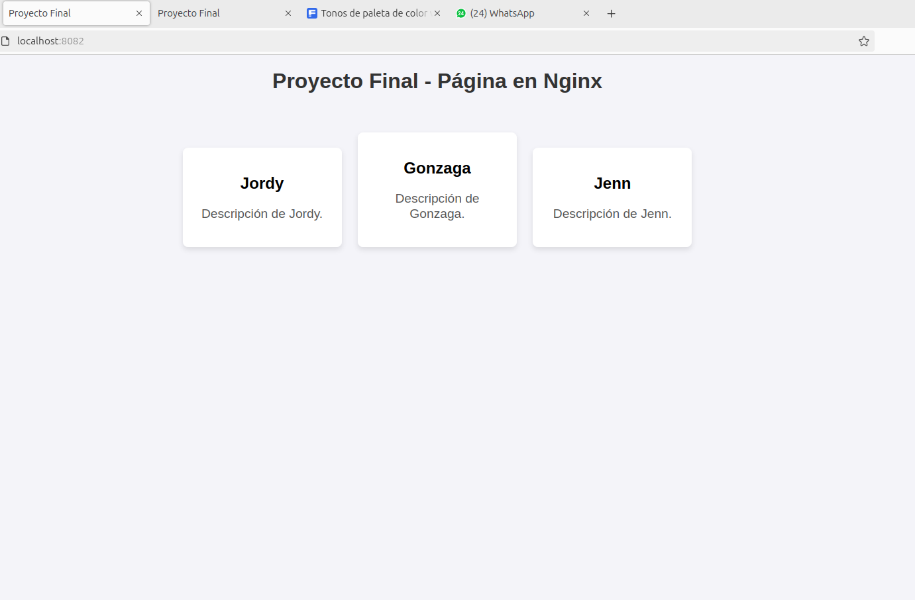 Proyecto Final
Proyecto Final
Tonos de paleta de color
(24) WhatsApp
localhost:8082
Proyecto Final - Página en Nginx
Jordy
Descripción de Jordy.
Gonzaga
Descripción de
Gonzaga.
Jenn
Descripción de Jenn.